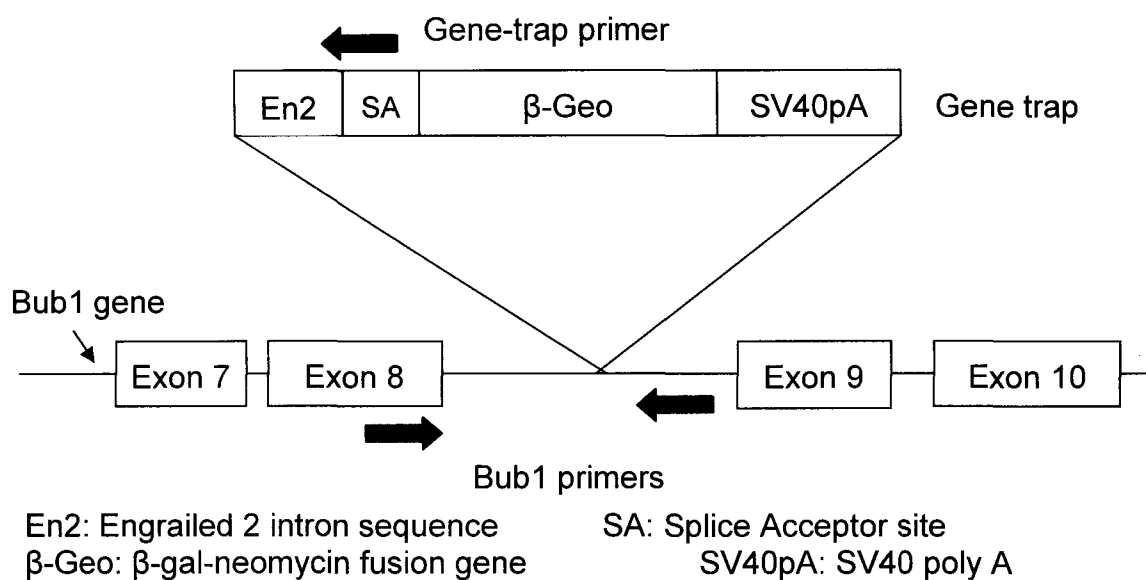 Gene-trap primer
En2 SA β-Geo SV40pA Gene trap
Bub1 gene
Exon 7 Exon 8 Exon 9 Exon 10
Bub1 primers
En2: Engrailed 2 intron sequence SA: Splice Acceptor site
β-Geo: β-gal-neomycin fusion gene SV40pA: SV40 poly A